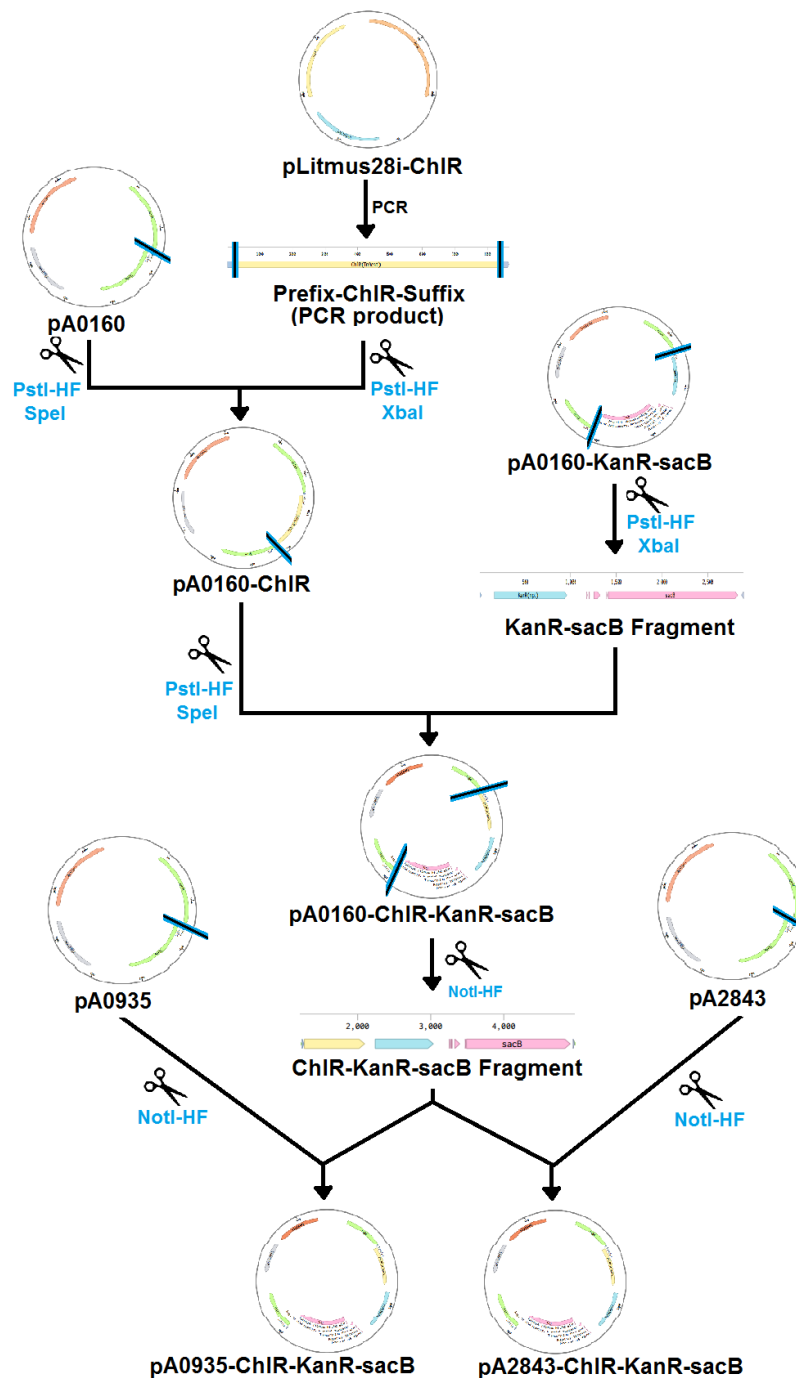 pLitmus28i-ChlR
PCR
pA0160
Prefix-ChlR-Suffix
(PCR product)
PstI-HF
SpeI
PstI-HF
XbaI
pA0160-KanR-sacB
PstI-HF
XbaI
pA0160-ChlR
KanR-sacB Fragment
PstI-HF
SpeI
pA0160-ChlR-KanR-sacB
pA0935
NotI-HF
pA2843
2,000 3,000 4,000
sacB
ChlR-KanR-sacB Fragment
NotI-HF
NotI-HF
pA0935-ChlR-KanR-sacB
pA2843-ChlR-KanR-sacB